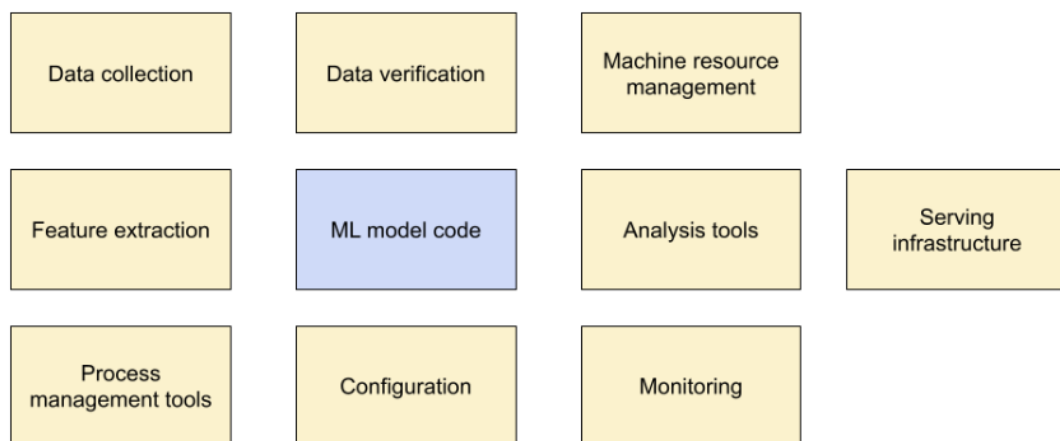 Data collection
Data verification
Machine resource
management
Feature extraction
ML model code
Analysis tools
Serving
infrastructure
Process
management tools
Configuration
Monitoring